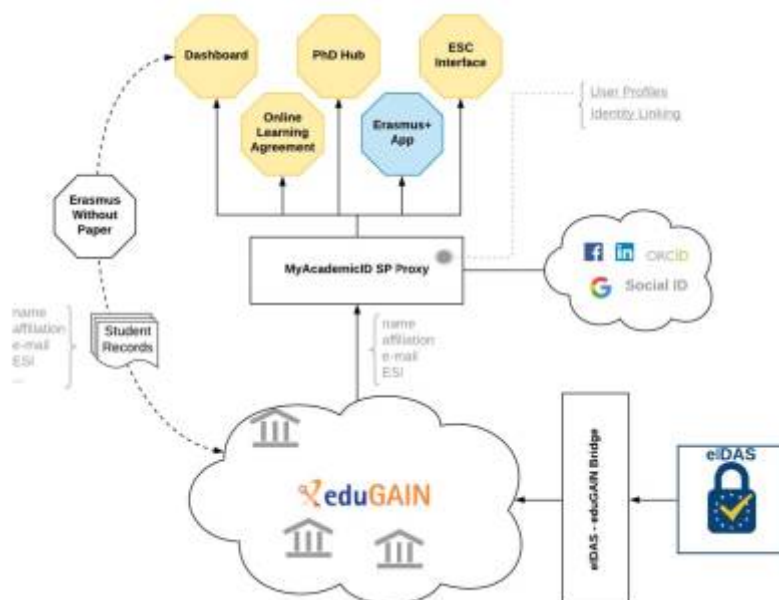 Dashboard
PhD Hub
ESC
Interface
Online
Learning
Agreement
Erasmus+
App
User Profiles
Identity Linking
Erasmus
Without
Paper
MyAcademicID SP Proxy
f
in
ORCID
G
Social ID
name
affiliation
e-mail
ESI
...
Student
Records
name
affiliation
e-mail
ESI
eduGAIN
eIDAS - eduGAIN Bridge
eIDAS